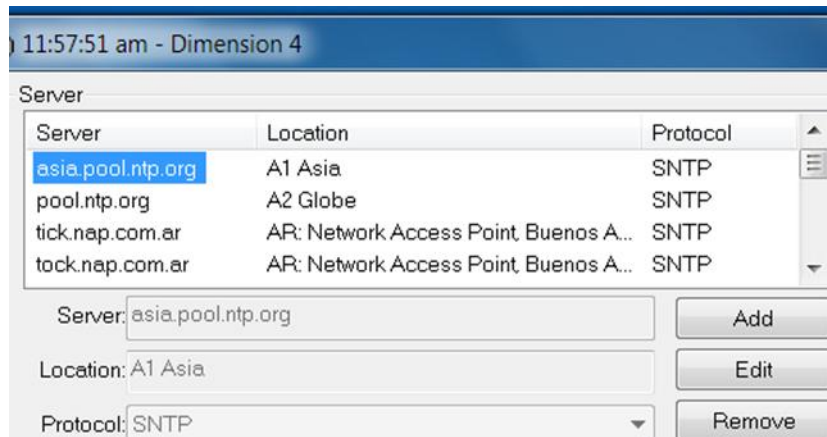 11:57:51 am - Dimension 4
Server
Server Location Protocol
asia.pool.ntp.org A1 Asia SNTP
pool.ntp.org A2 Globe SNTP
tick.nap.com.ar AR: Network Access Point, Buenos A... SNTP
tock.nap.com.ar AR: Network Access Point, Buenos A... SNTP
Server: asia.pool.ntp.org Add
Location: A1 Asia Edit
Protocol: SNTP Remove